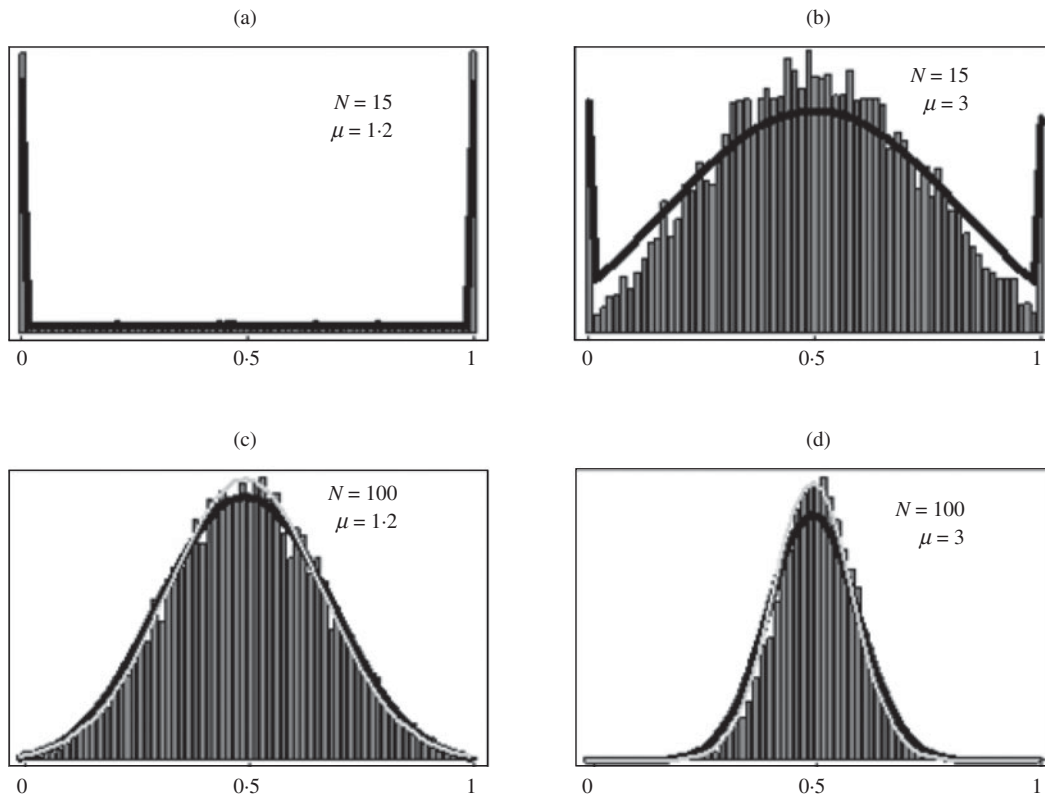 (a)
N = 15
μ = 1·2
0 0·5 1
(b)
N = 15
μ = 3
0 0·5 1
(c)
N = 100
μ = 1·2
0 0·5 1
(d)
N = 100
μ = 3
0 0·5 1